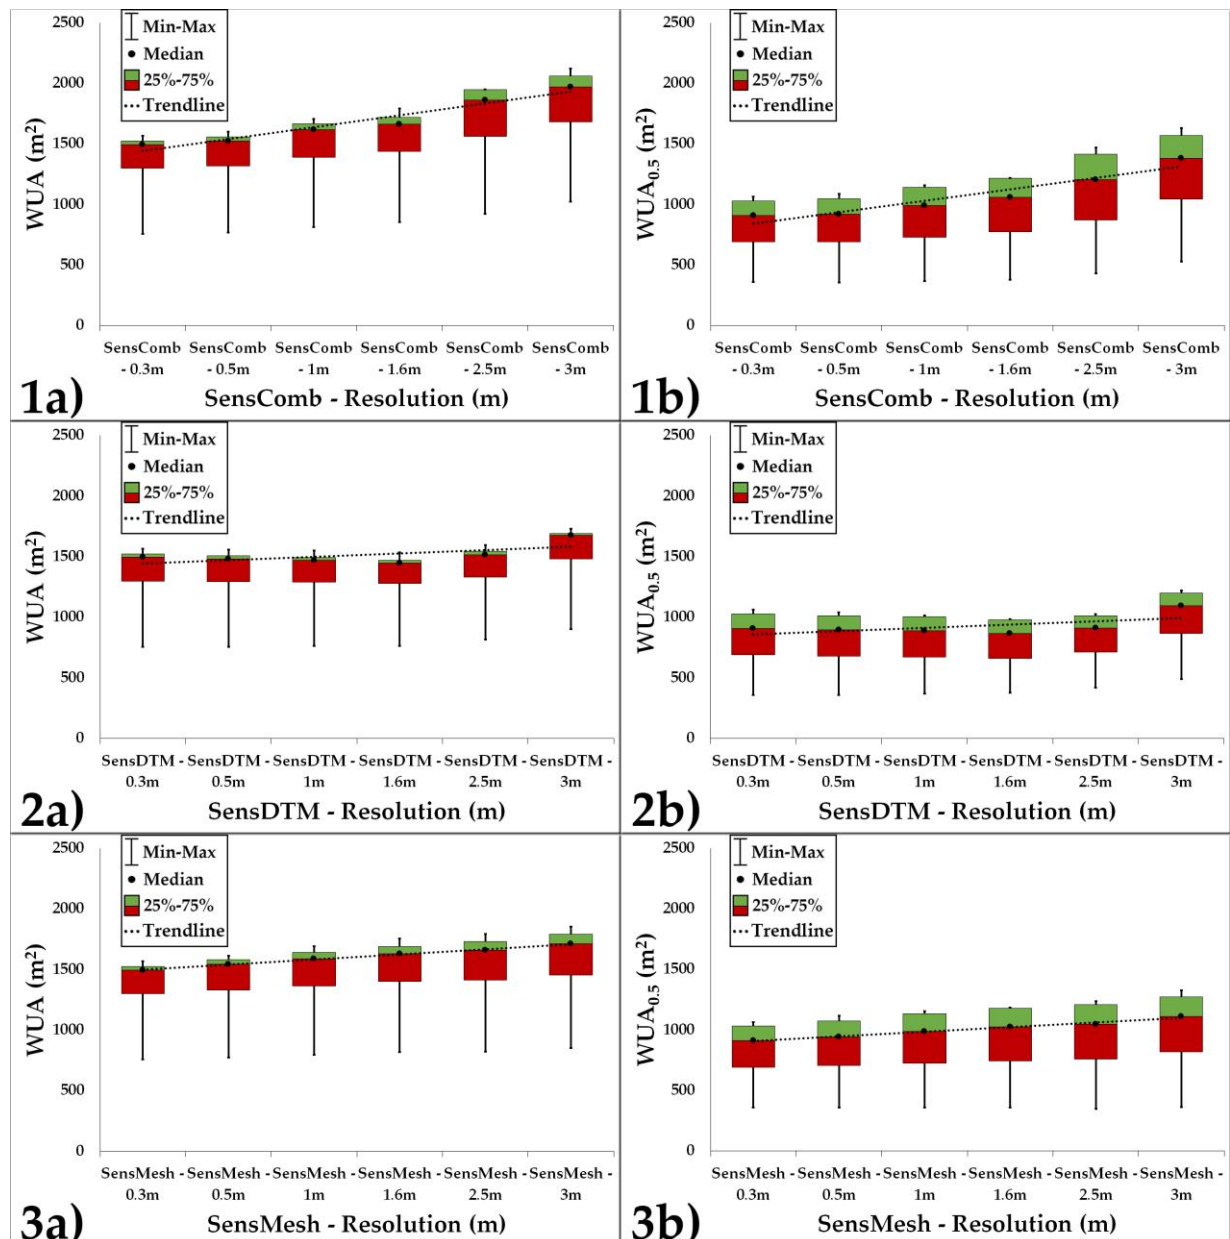 2500
2000
1500
1000
500
0
WUA (m²)
Min-Max
Median
25%-75%
Trendline
SensComb SensComb SensComb SensComb SensComb SensComb
- 0.3m - 0.5m - 1m - 1.6m - 2.5m - 3m
1a)
SensComb - Resolution (m)
2500
2000
1500
1000
500
0
WUA₀.₅ (m²)
Min-Max
Median
25%-75%
Trendline
SensComb SensComb SensComb SensComb SensComb SensComb
- 0.3m - 0.5m - 1m - 1.6m - 2.5m - 3m
1b)
SensComb - Resolution (m)
2500
2000
1500
1000
500
0
WUA (m²)
Min-Max
Median
25%-75%
Trendline
SensDTM - SensDTM - SensDTM - SensDTM - SensDTM - SensDTM -
0.3m 0.5m 1m 1.6m 2.5m 3m
2a)
SensDTM - Resolution (m)
2500
2000
1500
1000
500
0
WUA₀.₅ (m²)
Min-Max
Median
25%-75%
Trendline
SensDTM - SensDTM - SensDTM - SensDTM - SensDTM - SensDTM -
0.3m 0.5m 1m 1.6m 2.5m 3m
2b)
SensDTM - Resolution (m)
2500
2000
1500
1000
500
0
WUA (m²)
Min-Max
Median
25%-75%
Trendline
SensMesh - SensMesh - SensMesh - SensMesh - SensMesh - SensMesh -
0.3m 0.5m 1m 1.6m 2.5m 3m
3a)
SensMesh - Resolution (m)
2500
2000
1500
1000
500
0
WUA₀.₅ (m²)
Min-Max
Median
25%-75%
Trendline
SensMesh - SensMesh - SensMesh - SensMesh - SensMesh - SensMesh -
0.3m 0.5m 1m 1.6m 2.5m 3m
3b)
SensMesh - Resolution (m)